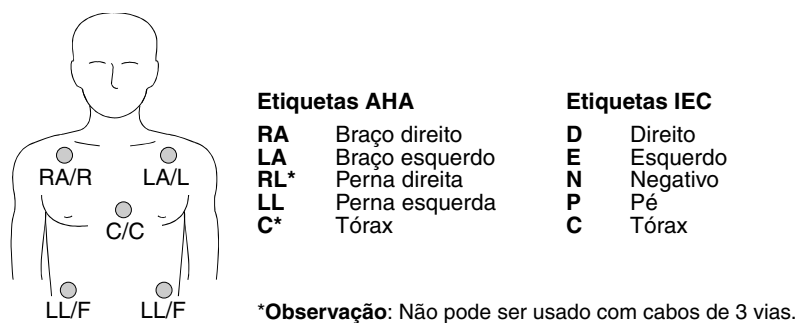 RA/R LA/L
C/C
LL/F LL/F
Etiquetas AHA
RA Braço direito
LA Braço esquerdo
RL* Perna direita
LL Perna esquerda
C* Tórax
Etiquetas IEC
D Direito
E Esquerdo
N Negativo
P Pé
C Tórax
*Observação: Não pode ser usado com cabos de 3 vias.